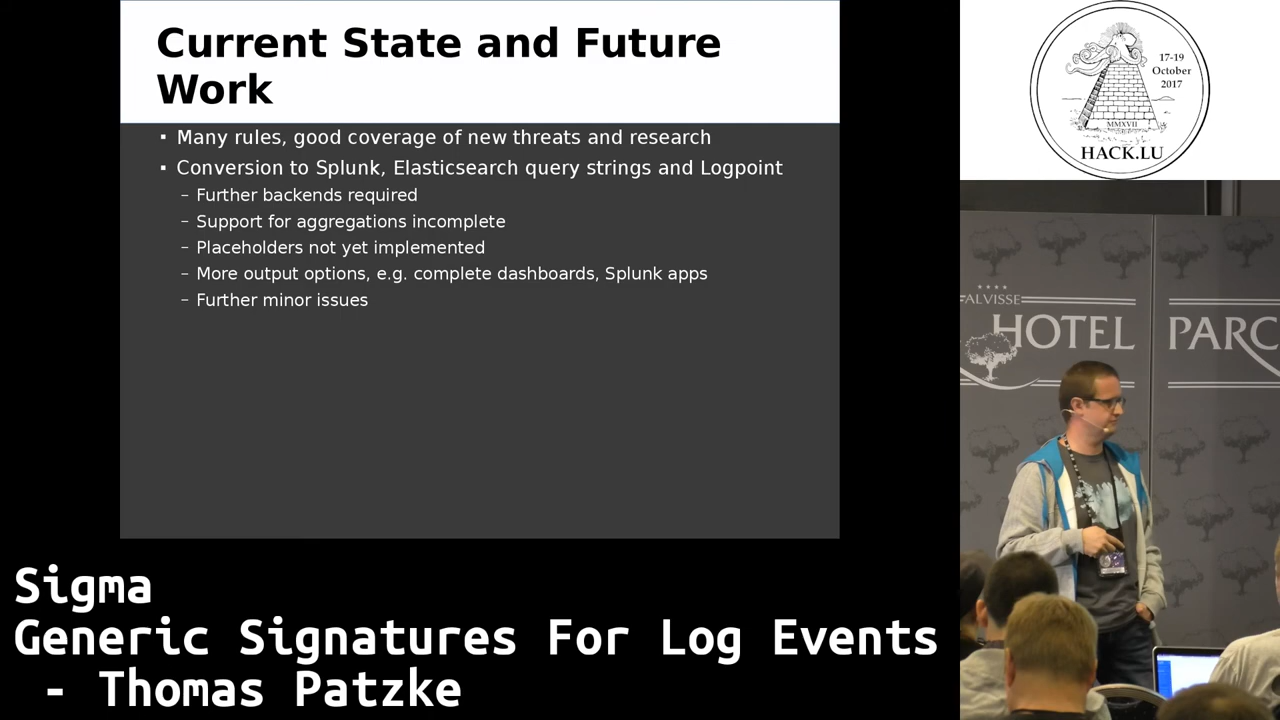 Current State and Future
Work
▪ Many rules, good coverage of new threats and research
▪ Conversion to Splunk, Elasticsearch query strings and Logpoint
– Further backends required
– Support for aggregations incomplete
– Placeholders not yet implemented
– More output options, e.g. complete dashboards, Splunk apps
– Further minor issues
17-19
October
2017
MMXVII
HACK.LU
ALVISSE
HOTEL PARC
Sigma
Generic Signatures For Log Events
- Thomas Patzke